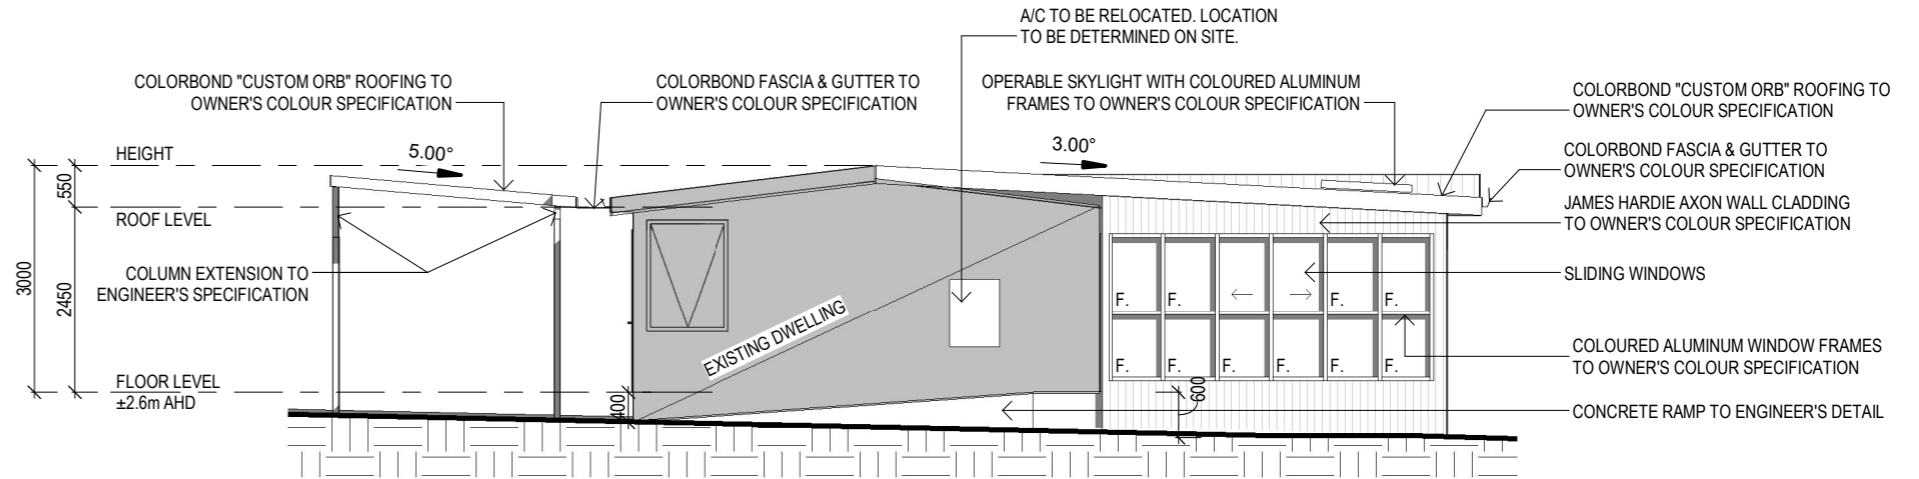 A/C TO BE RELOCATED. LOCATION
TO BE DETERMINED ON SITE.
COLORBOND "CUSTOM ORB" ROOFING TO
OWNER'S COLOUR SPECIFICATION
COLORBOND FASCIA & GUTTER TO
OWNER'S COLOUR SPECIFICATION
OPERABLE SKYLIGHT WITH COLOURED ALUMINUM
FRAMES TO OWNER'S COLOUR SPECIFICATION
COLORBOND "CUSTOM ORB" ROOFING TO
OWNER'S COLOUR SPECIFICATION
HEIGHT
5.00°
3.00°
COLORBOND FASCIA & GUTTER TO
OWNER'S COLOUR SPECIFICATION
550
ROOF LEVEL
JAMES HARDIE AXON WALL CLADDING
TO OWNER'S COLOUR SPECIFICATION
3000
2450
COLUMN EXTENSION TO
ENGINEER'S SPECIFICATION
SLIDING WINDOWS
F. F. F. F.
EXISTING DWELLING
COLOURED ALUMINUM WINDOW FRAMES
TO OWNER'S COLOUR SPECIFICATION
F. F. F. F. F. F.
FLOOR LEVEL
±2.6m AHD
400
600
CONCRETE RAMP TO ENGINEER'S DETAIL